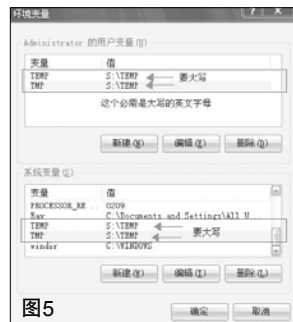 环境变量
Administrator 的用户变量(U)
变量 值
TEMP S:\TEMP 要大写
TMP S:\TEMP
这个必需是大写的英文字母
新建(N) 编辑(E) 删除(D)
系统变量(S)
变量 值
PROCESSOR_RE... 0209
C:\Documents and Settings\All U...
TEMP S:\TEMP
TMP S:\TEMP 要大写
windir C:\WINDOWS
新建(W) 编辑(I) 删除(L)
图5
确定 取消